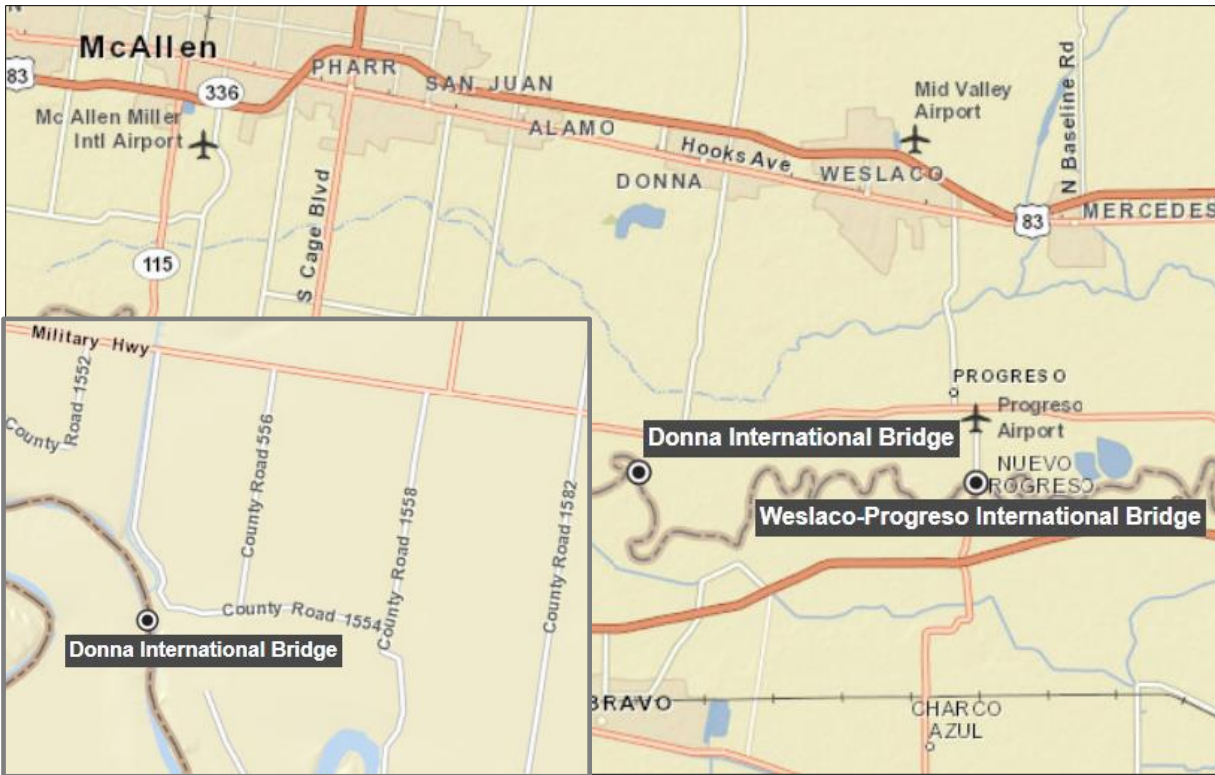 N
McAllen
83
336
PHARR
SAN JUAN
Mc Allen Miller
Intl Airport
ALAMO
Hooks Ave
Mid Valley
Airport
N Baseline Rd
DONNA
WESLACO
83
MERCEDES
S Cage Blvd
115
PROGRESO
Progreso
Airport
Donna International Bridge
NUEVO
ROGRESO
Weslaco-Progreso International Bridge
BRAVO
CHARCO
AZUL
Military Hwy
County Road 1552
County Road 556
County Road 1558
County Road 1582
County Road 1554
Donna International Bridge